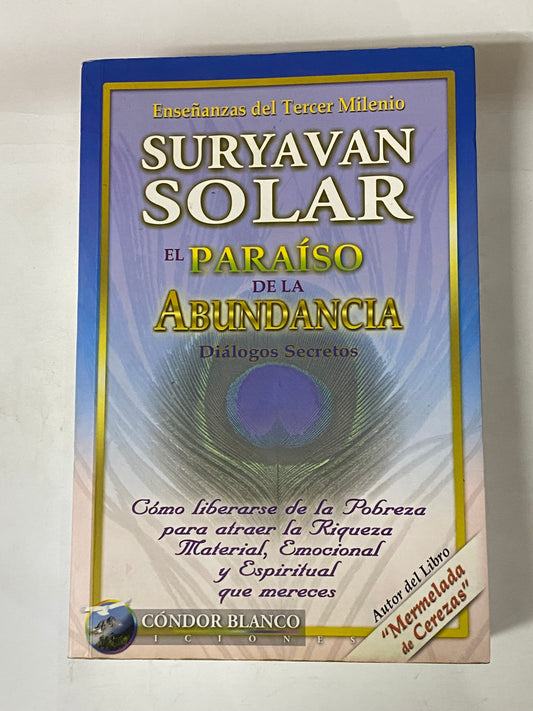 Enseñanzas del Tercer Milenio
SURYAVAN
SOLAR
EL PARAÍSO
DE LA
ABUNDANCIA
Diálogos Secretos
Cómo liberarse de la Pobreza
para atraer la Riqueza
Material, Emocional
y Espiritual
que mereces
Autor del Libro
"Mermelada
de Cerezas"
CÓNDOR BLANCO
ICIONES